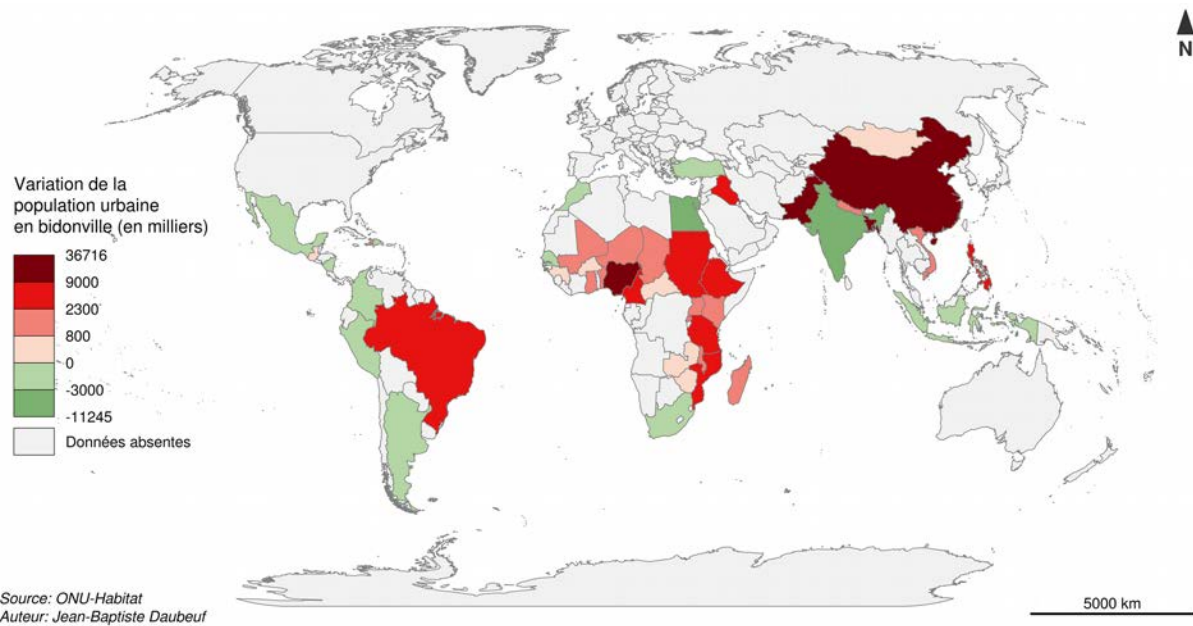 N
Variation de la
population urbaine
en bidonville (en milliers)
36716
9000
2300
800
0
-3000
-11245
Données absentes
Source: ONU-Habitat
Auteur: Jean-Baptiste Daubeuf
5000 km